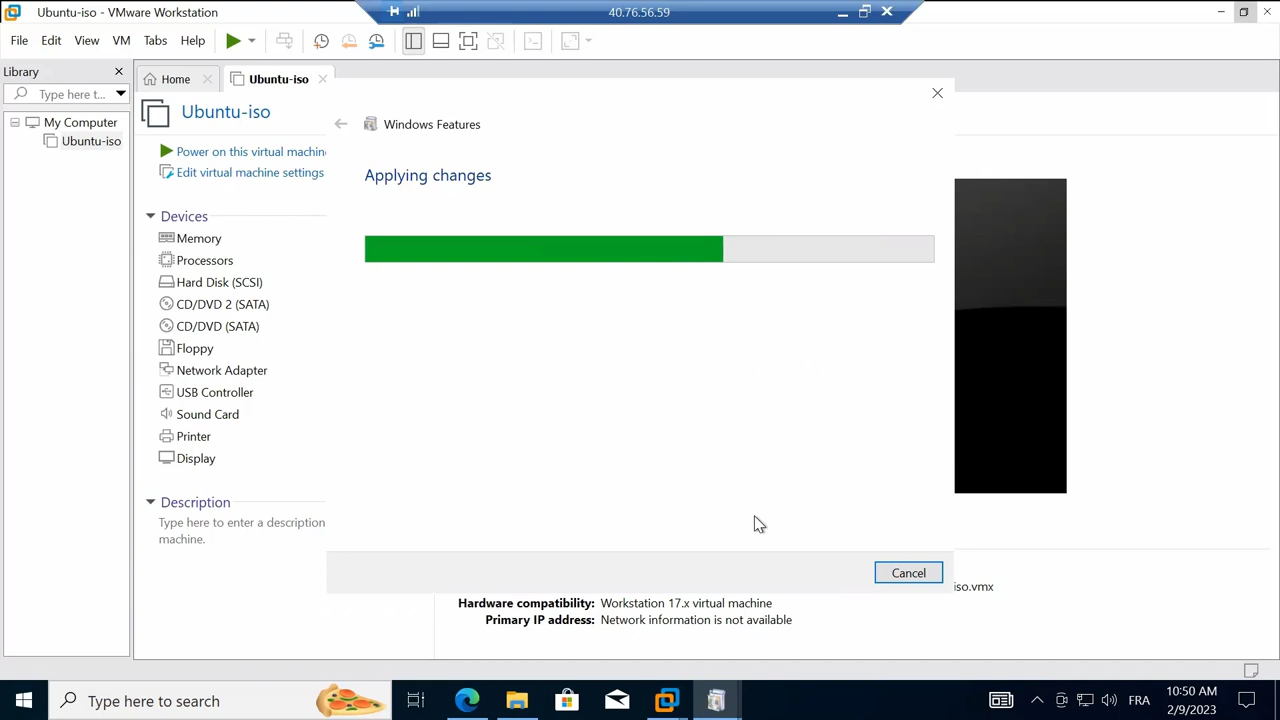 Ubuntu-iso - VMware Workstation
40.76.56.59
File Edit View VM Tabs Help
Library
Home
Ubuntu-iso
Type here t...
My Computer
Ubuntu-iso
Ubuntu-iso
Power on this virtual machin
Edit virtual machine settings
Devices
Memory
Processors
Hard Disk (SCSI)
CD/DVD 2 (SATA)
CD/DVD (SATA)
Floppy
Network Adapter
USB Controller
Sound Card
Printer
Display
Description
Type here to enter a description
machine.
Windows Features
Applying changes
Cancel
iso.vmx
Hardware compatibility: Workstation 17.x virtual machine
Primary IP address: Network information is not available
Type here to search
FRA
10:50 AM
2/9/2023